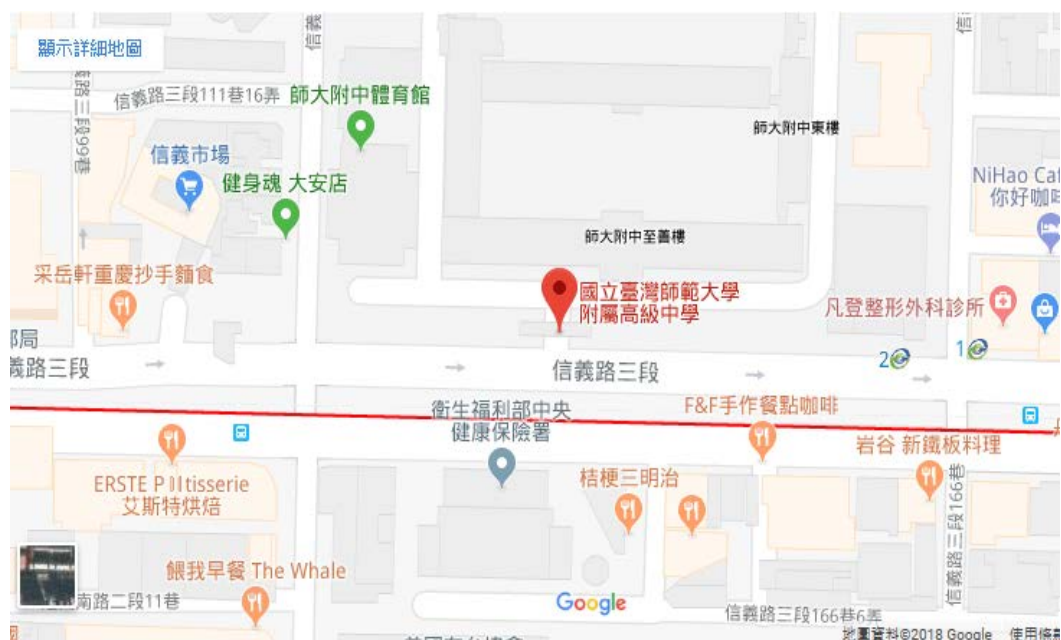 顯示詳細地圖
信義路三段111巷16弄
師大附中體育館
師大附中東樓
信義市場
健身魂 大安店
NiHao Caf
你好咖啡
師大附中至善樓
采岳軒重慶抄手麵食
國立臺灣師範大學
附屬高級中學
凡登整形外科診所
2
1
信義路三段
衛生福利部中央
健康保險署
F&F手作餐點咖啡
岩谷 新鐵板料理
ERSTE P
tisserie
艾斯特烘焙
桔梗三明治
信義路三段166巷
餵我早餐 The Whale
南路二段11巷
Google
信義路三段166巷6弄
地圖資料©2018 Google